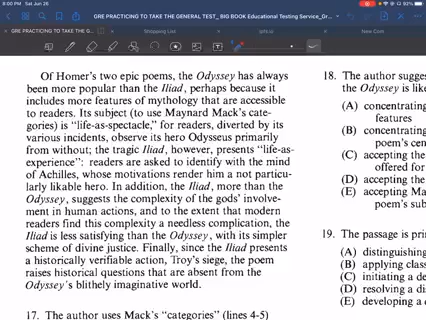 9:00 PM Sat Jun 26
92%
GRE PRACTICING TO TAKE THE GENERAL TEST_ BIG BOOK Educational Testing Service_Gr...
GRE PRACTICING TO TAKE THE G...
Shopping List
New Com
Of Homer's two epic poems, the Odyssey has always
been more popular than the Iliad, perhaps because it
includes more features of mythology that are accessible
to readers. Its subject (to use Maynard Mack's cate-
gories) is "life-as-spectacle," for readers, diverted by its
various incidents, observe its hero Odysseus primarily
from without; the tragic Iliad, however, presents "life-as-
experience": readers are asked to identify with the mind
of Achilles, whose motivations render him a not particu-
larly likable hero. In addition, the Iliad, more than the
Odyssey, suggests the complexity of the gods' involve-
ment in human actions, and to the extent that modern
readers find this complexity a needless complication, the
Iliad is less satisfying than the Odyssey, with its simpler
scheme of divine justice. Finally, since the Iliad presents
a historically verifiable action, Troy's siege, the poem
raises historical questions that are absent from the
Odyssey's blithely imaginative world.
17. The author uses Mack's "categories" (lines 4-5)
18. The author sugges
the Odyssey is like
(A) concentrating
features
(B) concentrating
poem's cen
(C) accepting the
offered for
(D) accepting the
(E) accepting Ma
poem's sub
19. The passage is pri
(A) distinguishing
(B) applying class
(C) initiating a de
(D) resolving a dis
(E) developing a